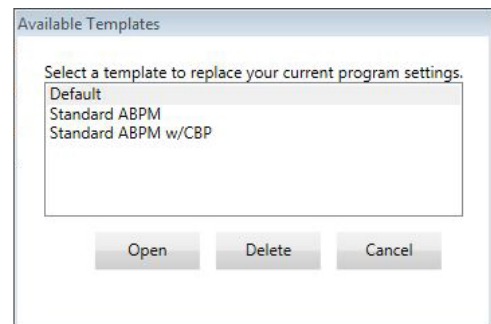 Available Templates
Select a template to replace your current program settings.
Default
Standard ABPM
Standard ABPM w/CBP
Open Delete Cancel